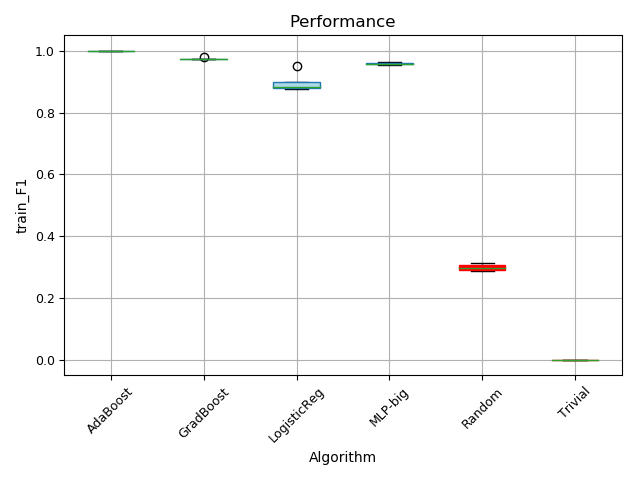 Performance
train_F1
1.0
0.8
0.6
0.4
0.2
0.0
AdaBoost
GradBoost
LogisticReg
MLP-big
Random
Trivial
Algorithm